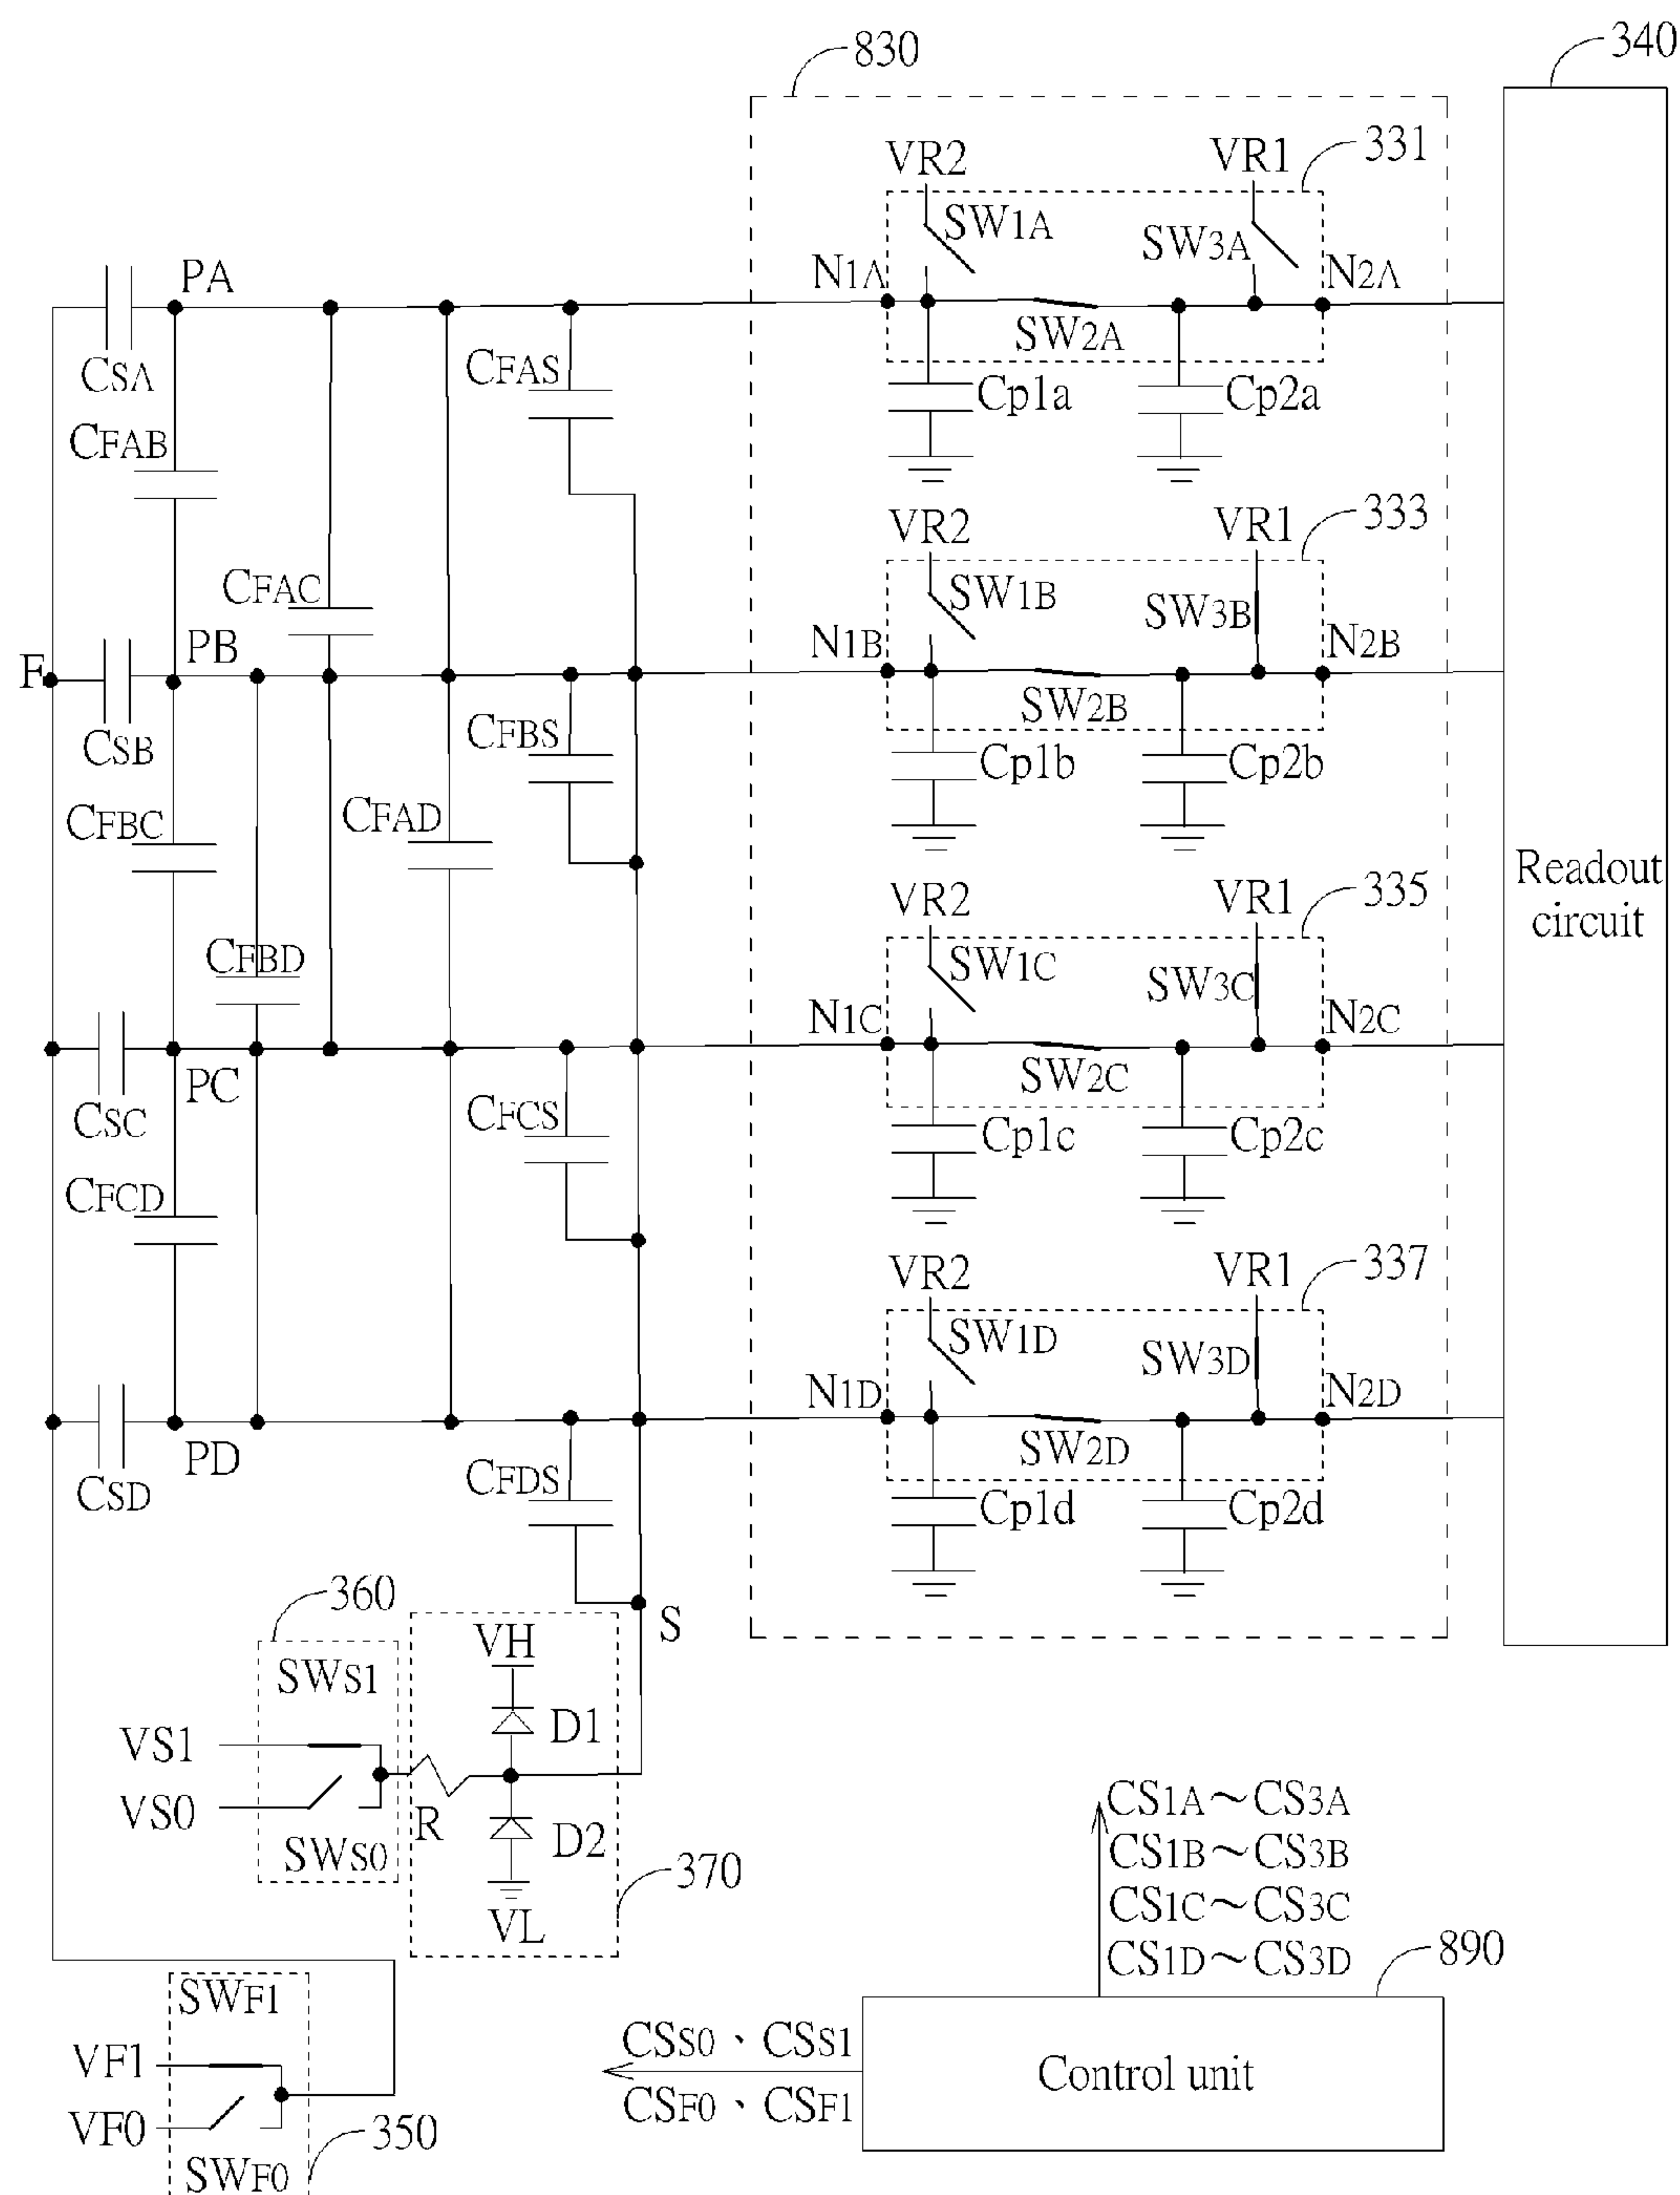 830
340
VR2
VR1
331
SW1A
SW3A
N1A
N2A
PA
SW2A
CSA
CFAS
Cp1a
Cp2a
CFAB
VR2
VR1
333
CFAC
SW1B
SW3B
F
PB
N1B
N2B
CSB
CFBS
SW2B
Cp1b
Cp2b
CFBC
CFAD
Readout
circuit
VR2
VR1
335
CFBD
SW1C
SW3C
N1C
N2C
PC
SW2C
CSC
CFCS
Cp1c
Cp2c
CFCD
VR2
VR1
337
SW1D
SW3D
N1D
N2D
PD
SW2D
CSD
CFDS
Cp1d
Cp2d
360
S
SWS1
VH
VS1
D1
VS0
R
SWS0
D2
370
VL
CS1A～CS3A
CS1B～CS3B
CS1C～CS3C
CS1D～CS3D
890
SWF1
VF1
VF0
350
SWF0
CSS0、CSS1
CSF0、CSF1
Control unit